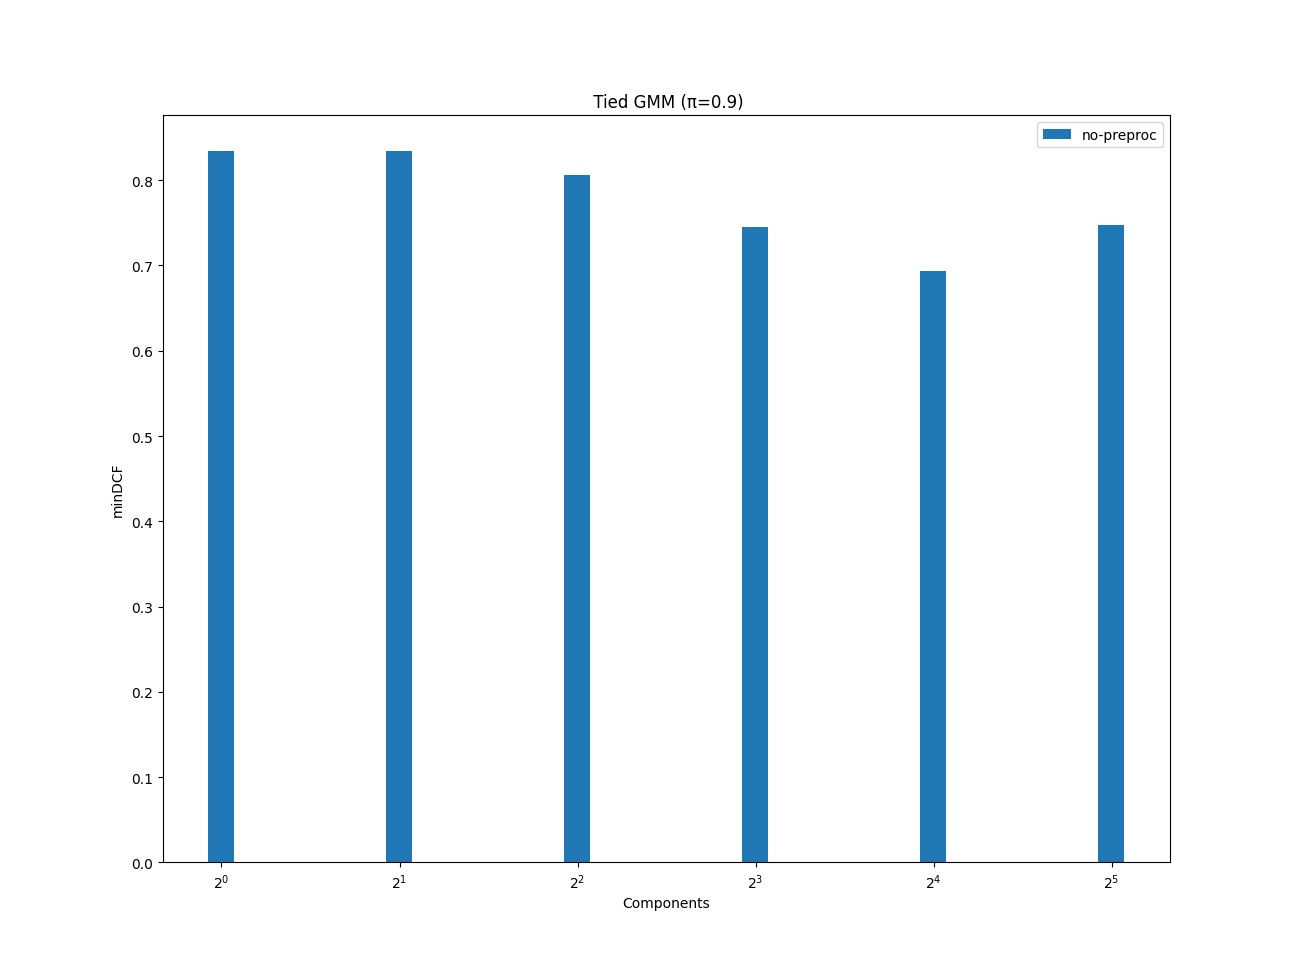 Tied GMM (π=0.9)
no-preproc
0.8
0.7
0.6
0.5
0.4
0.3
0.2
0.1
0.0
minDCF
2⁰ 2¹ 2² 2³ 2⁴ 2⁵
Components